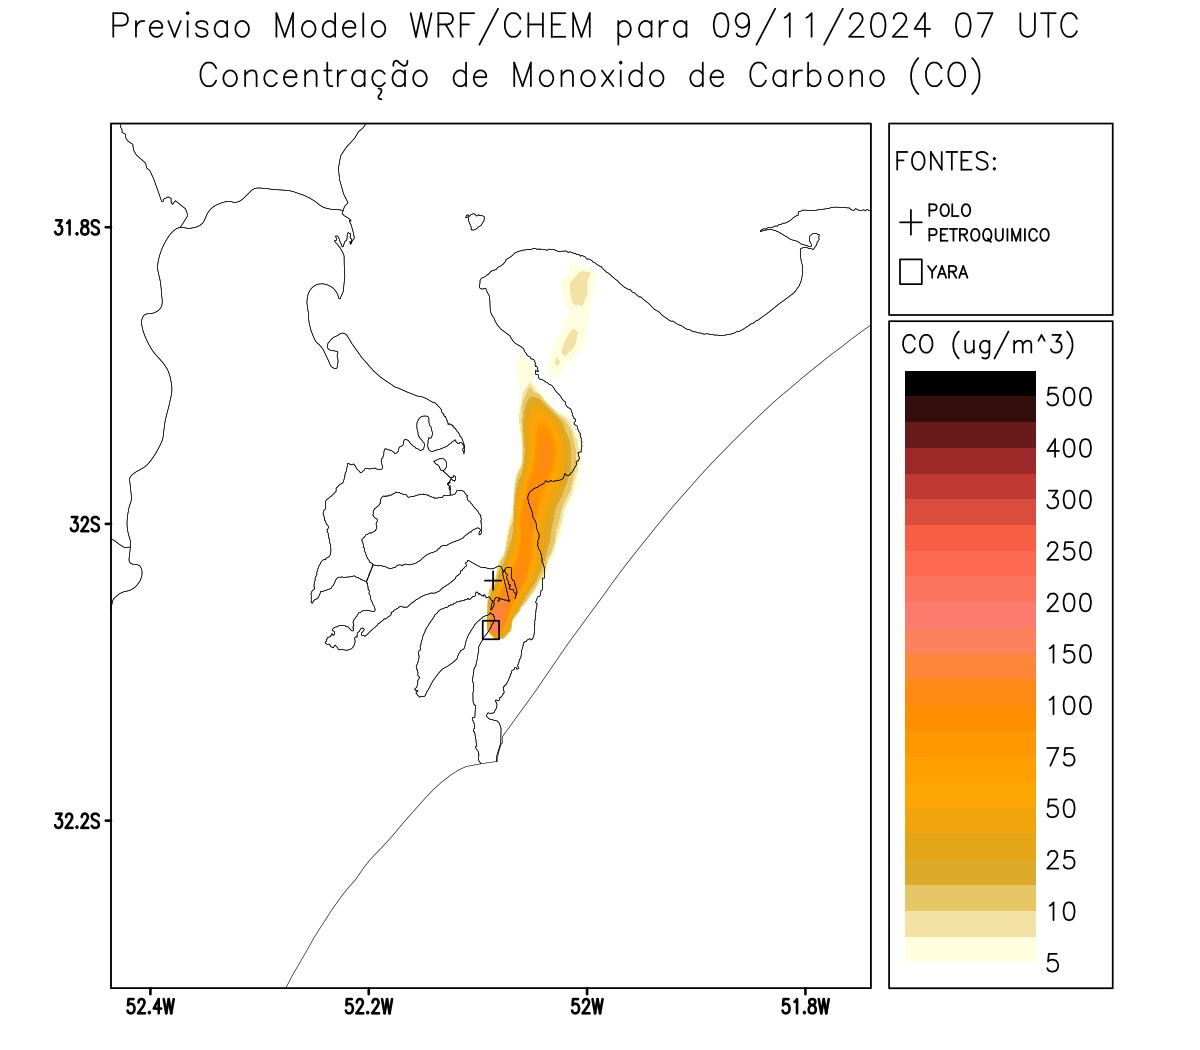 Previsao Modelo WRF/CHEM para 09/11/2024 07 UTC
Concentração de Monoxido de Carbono (CO)
FONTES:
POLO
PETROQUIMICO
YARA
CO (ug/m^3)
500
400
300
250
200
150
100
75
50
25
10
5
31.8S
32S
32.2S
52.4W
52.2W
52W
51.8W